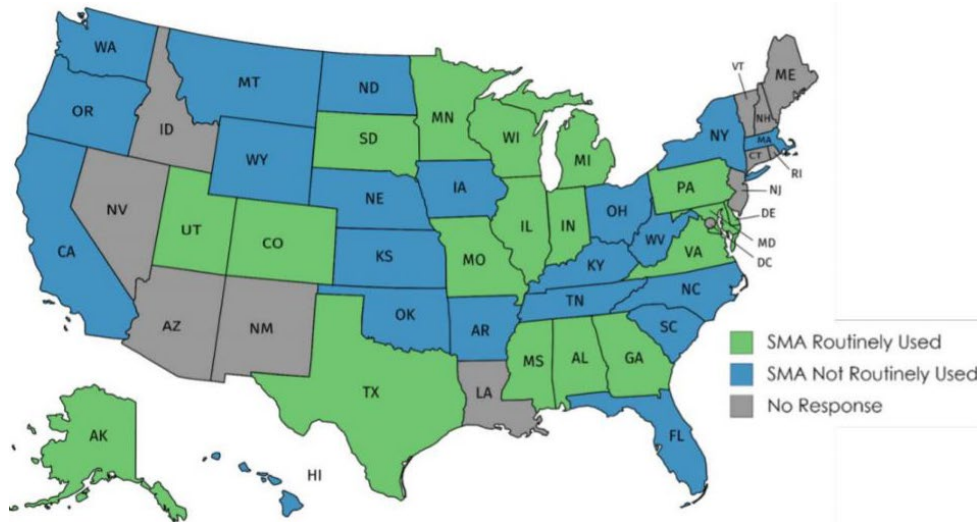 WA
MT
ND
MN
VT
ME
OR
ID
SD
WI
MI
NY
NH
MA
CT
RI
WY
IA
PA
NJ
NE
NV
UT
CO
IL
IN
OH
DE
WV
MD
DC
CA
KS
MO
KY
VA
NC
TN
AZ
NM
OK
AR
SC
MS
AL
GA
TX
LA
FL
AK
HI
SMA Routinely Used
SMA Not Routinely Used
No Response